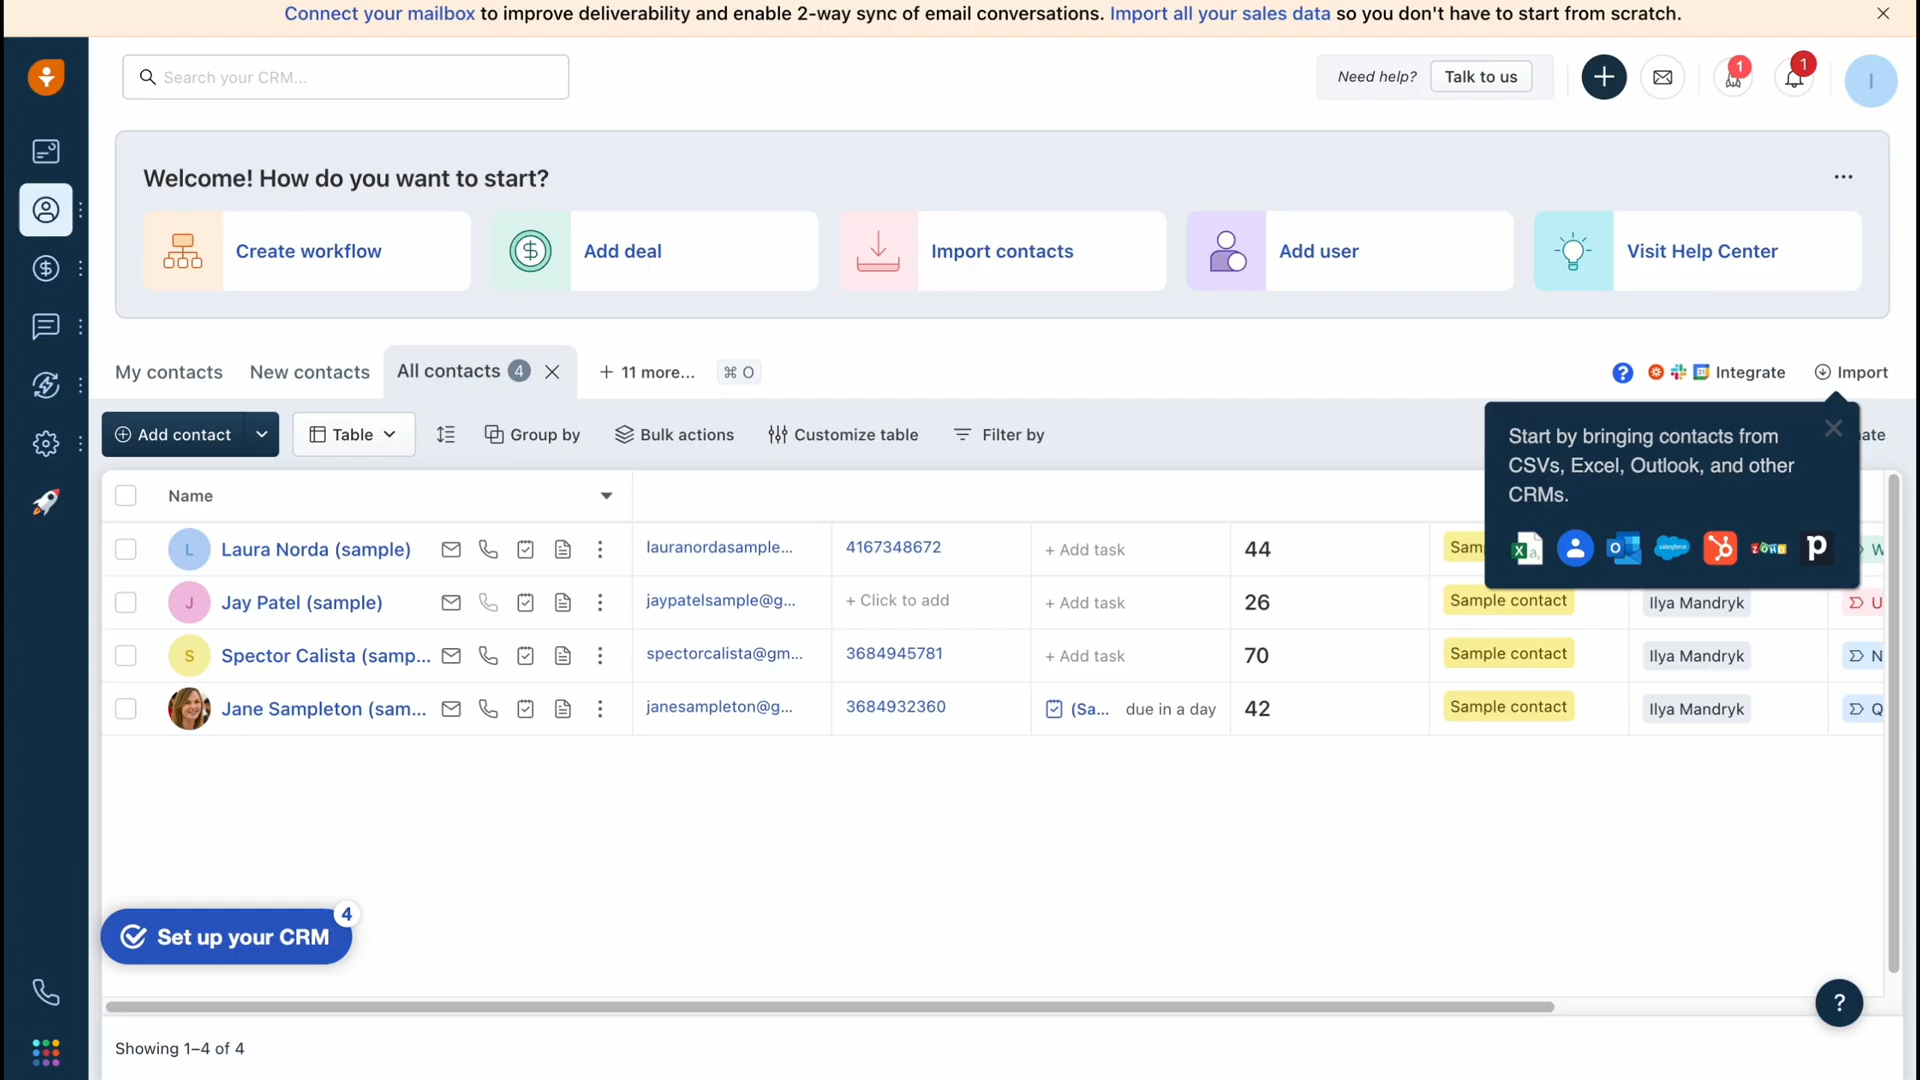 Connect your mailbox to improve deliverability and enable 2-way sync of email conversations. Import all your sales data so you don't have to start from scratch.
Search your CRM...
Need help? Talk to us
1
1
I
Welcome! How do you want to start?
Create workflow
Add deal
Import contacts
Add user
Visit Help Center
My contacts
New contacts
All contacts 4
+ 11 more...
⌘ O
? Integrate
Import
Add contact
Table
Group by
Bulk actions
Customize table
Filter by
Start by bringing contacts from
CSVs, Excel, Outlook, and other
CRMs.
Name
L Laura Norda (sample) lauranordasample... 4167348672 + Add task 44 Sam W
J Jay Patel (sample) jaypatelsample@g... + Click to add + Add task 26 Sample contact Ilya Mandryk U
S Spector Calista (samp... spectorcalista@gm... 3684945781 + Add task 70 Sample contact Ilya Mandryk N
Jane Sampleton (sam... janesampleton@g... 3684932360 (Sa... due in a day 42 Sample contact Ilya Mandryk Q
Set up your CRM 4
?
Showing 1–4 of 4